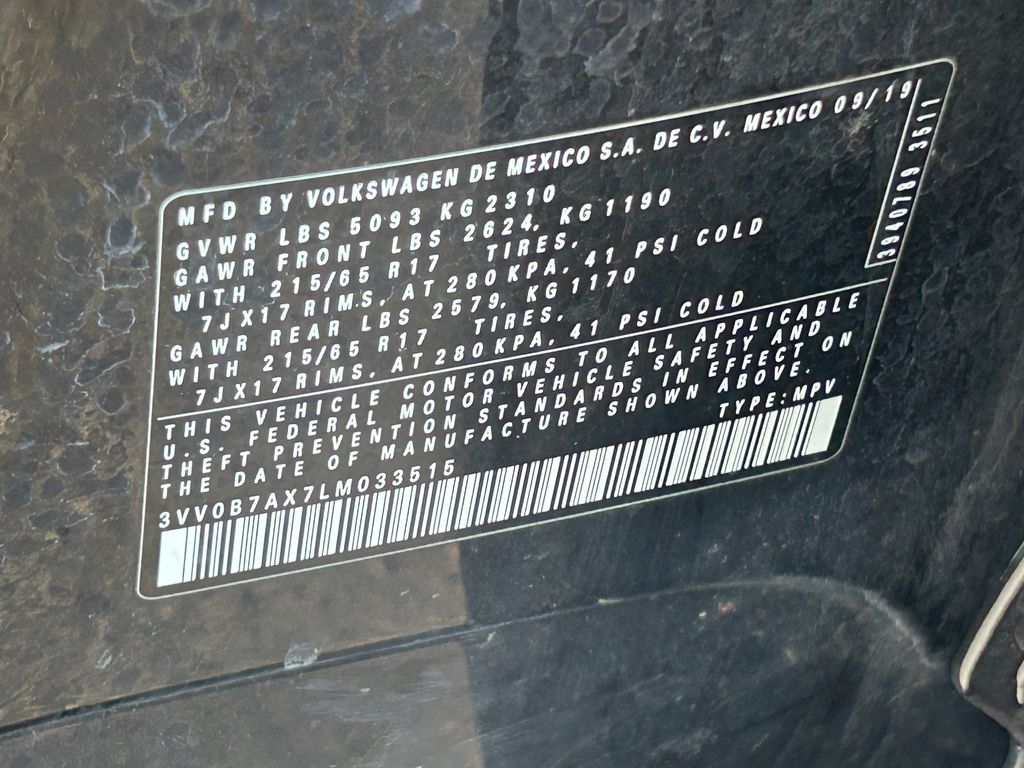 MFD BY VOLKSWAGEN DE MEXICO S.A. DE C.V. MEXICO 09/19
GVWR LBS 5093 KG 2310
GAWR FRONT LBS 2624, KG 1190
WITH 215/65 R17 TIRES,
7JX17 RIMS, AT 280 KPA, 41 PSI COLD
GAWR REAR LBS 2579, KG 1170
WITH 215/65 R17 TIRES,
7JX17 RIMS, AT 280 KPA, 41 PSI COLD
39407B9 3511
THIS VEHICLE CONFORMS TO ALL APPLICABLE
U.S. FEDERAL MOTOR VEHICLE SAFETY AND
THEFT PREVENTION STANDARDS IN EFFECT ON
THE DATE OF MANUFACTURE SHOWN ABOVE.
3VV0B7AX7LM033515 TYPE: MPV